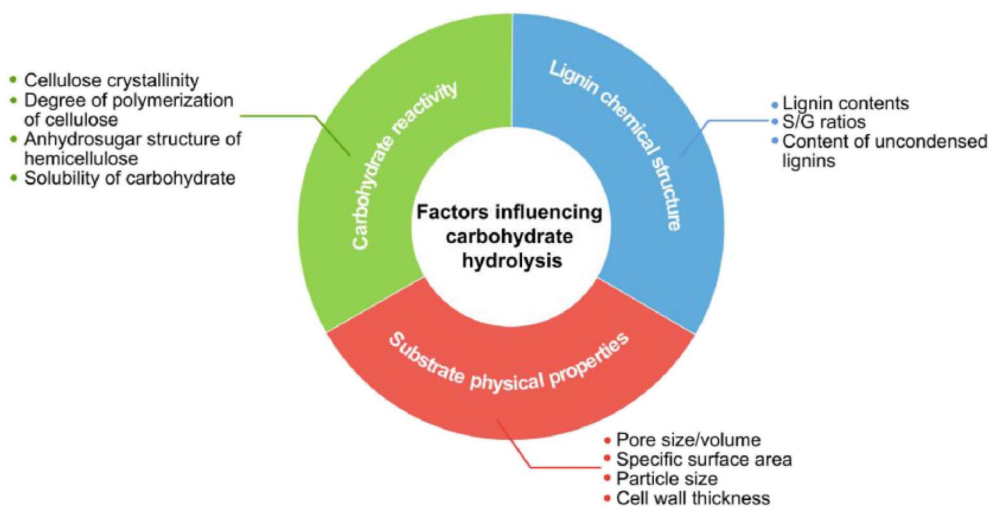 Carbohydrate reactivity
• Cellulose crystallinity
• Degree of polymerization
of cellulose
• Anhydrosugar structure of
hemicellulose
• Solubility of carbohydrate
Lignin chemical structure
• Lignin contents
• S/G ratios
• Content of uncondensed
lignins
Factors influencing
carbohydrate
hydrolysis
Substrate physical properties
• Pore size/volume
• Specific surface area
• Particle size
• Cell wall thickness